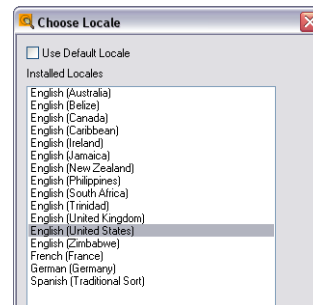 Choose Locale
Use Default Locale
Installed Locales
English (Australia)
English (Belize)
English (Canada)
English (Caribbean)
English (Ireland)
English (Jamaica)
English (New Zealand)
English (Philippines)
English (South Africa)
English (Trinidad)
English (United Kingdom)
English (United States)
English (Zimbabwe)
French (France)
German (Germany)
Spanish (Traditional Sort)